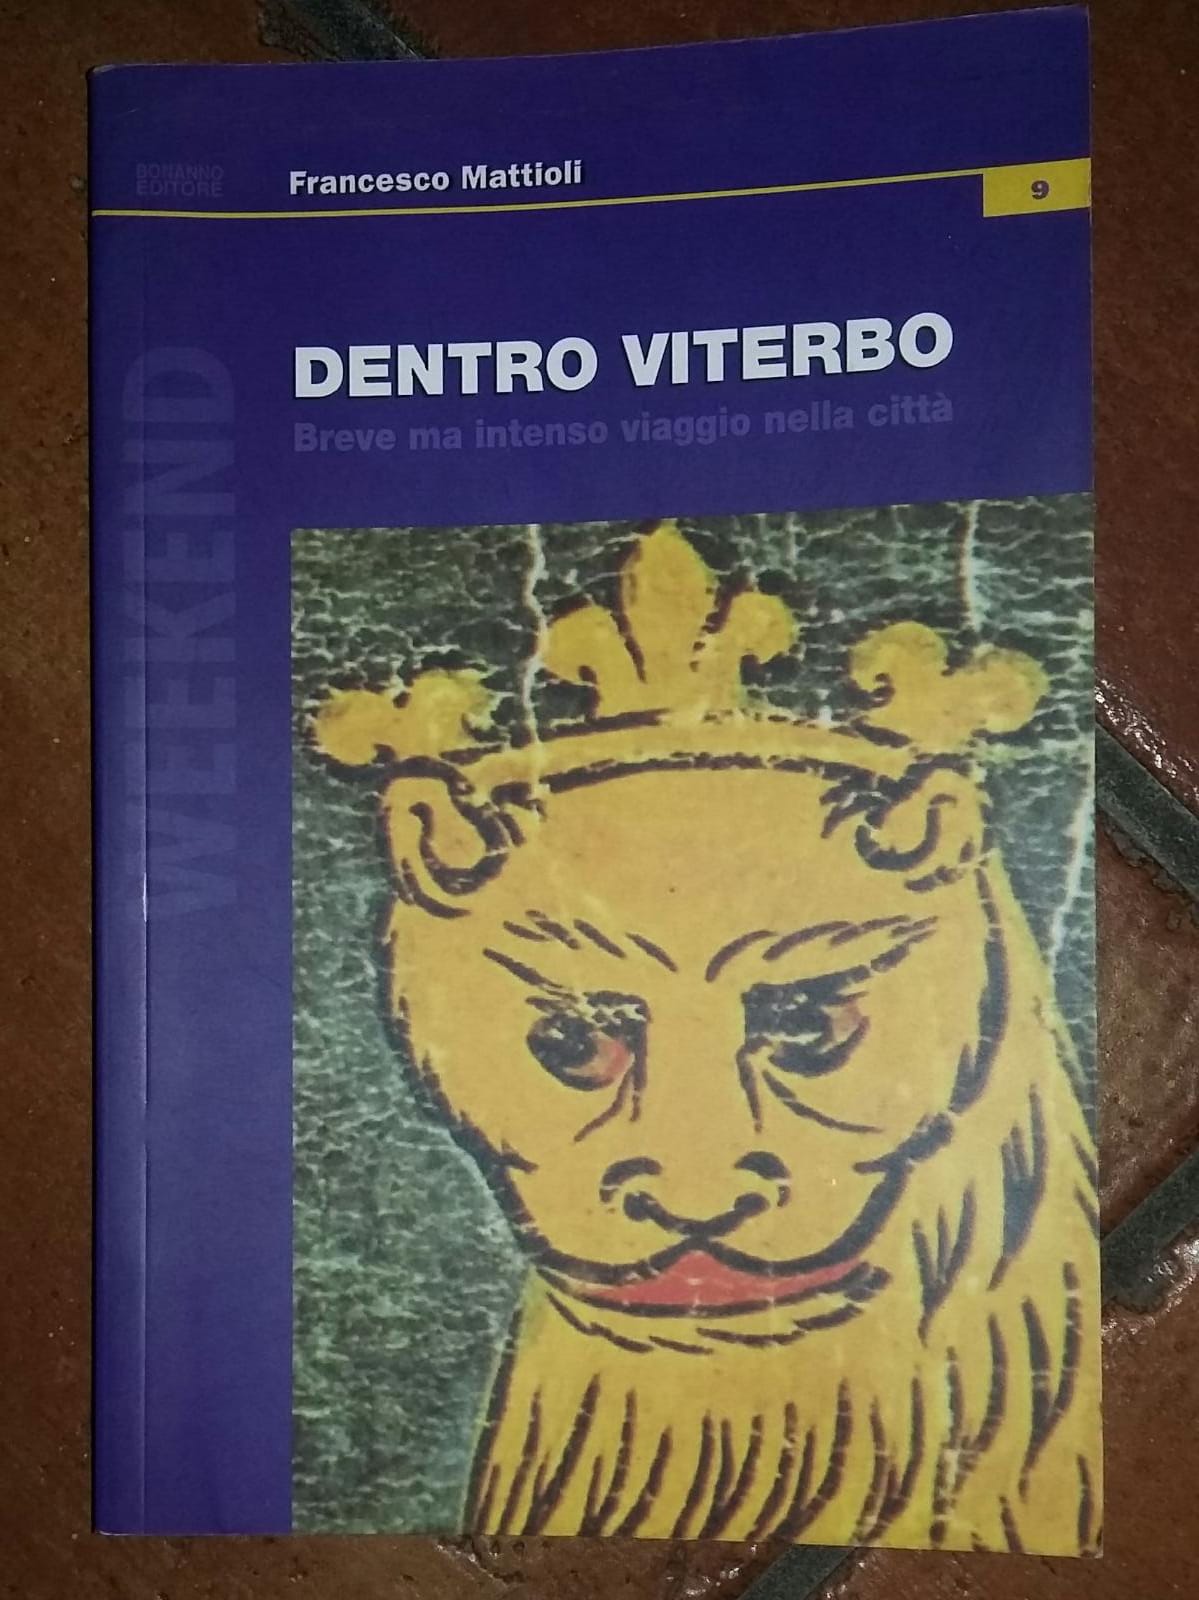 BONANNO
EDITORE
Francesco Mattioli
9
DENTRO VITERBO
Breve ma intenso viaggio nella città
WEEKEND